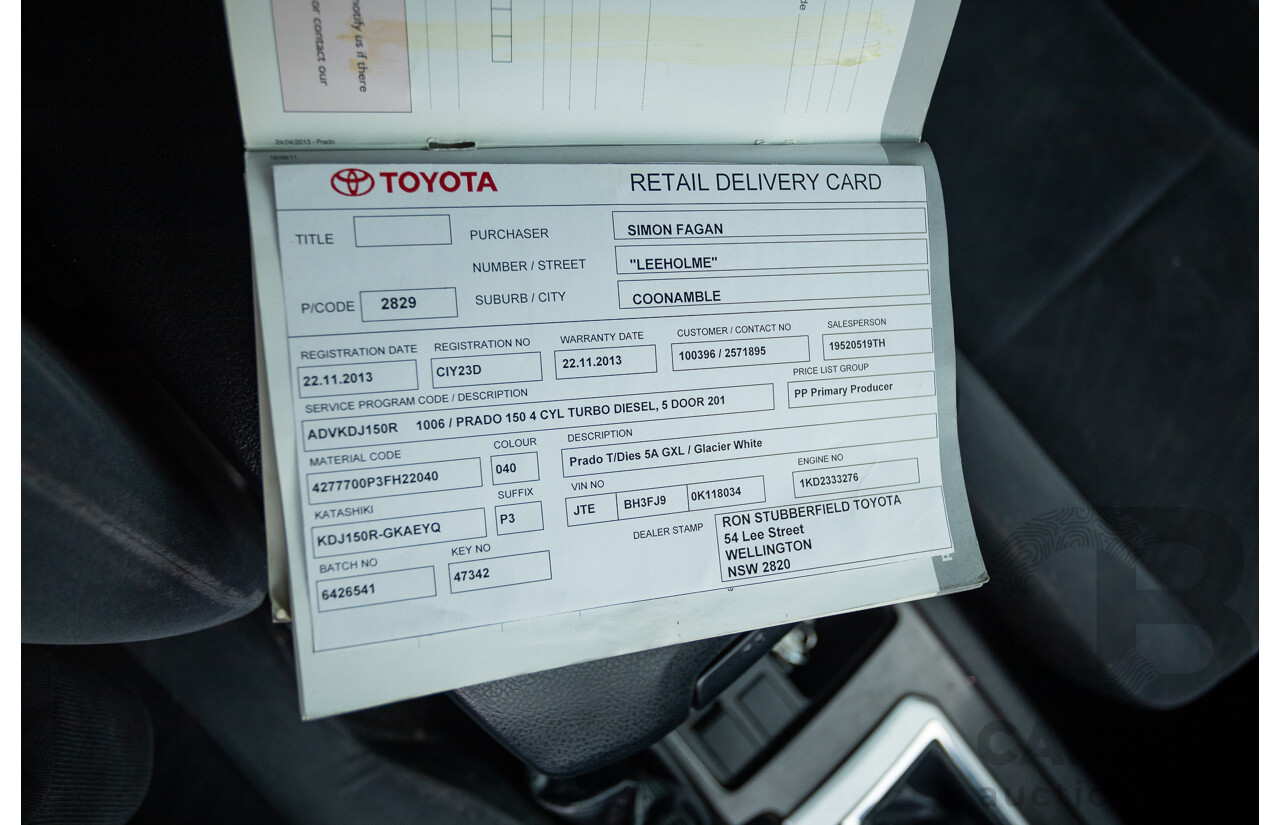 notify us if there
or contact our
24/04/2013 - Prado
TOYOTA RETAIL DELIVERY CARD
TITLE PURCHASER SIMON FAGAN
NUMBER / STREET "LEEHOLME"
P/CODE 2829 SUBURB / CITY COONAMBLE
REGISTRATION DATE REGISTRATION NO WARRANTY DATE CUSTOMER / CONTACT NO SALESPERSON
22.11.2013 CIY23D 22.11.2013 100396 / 2571895 19520519TH
SERVICE PROGRAM CODE / DESCRIPTION PRICE LIST GROUP
ADVKDJ150R 1006 / PRADO 150 4 CYL TURBO DIESEL, 5 DOOR 201 PP Primary Producer
MATERIAL CODE COLOUR DESCRIPTION
4277700P3FH22040 040 Prado T/Dies 5A GXL / Glacier White
KATASHIKI SUFFIX VIN NO ENGINE NO
KDJ150R-GKAEYQ P3 JTE BH3FJ9 0K118034 1KD2333276
BATCH NO KEY NO DEALER STAMP
6426541 47342
RON STUBBERFIELD TOYOTA
54 Lee Street
WELLINGTON
NSW 2820